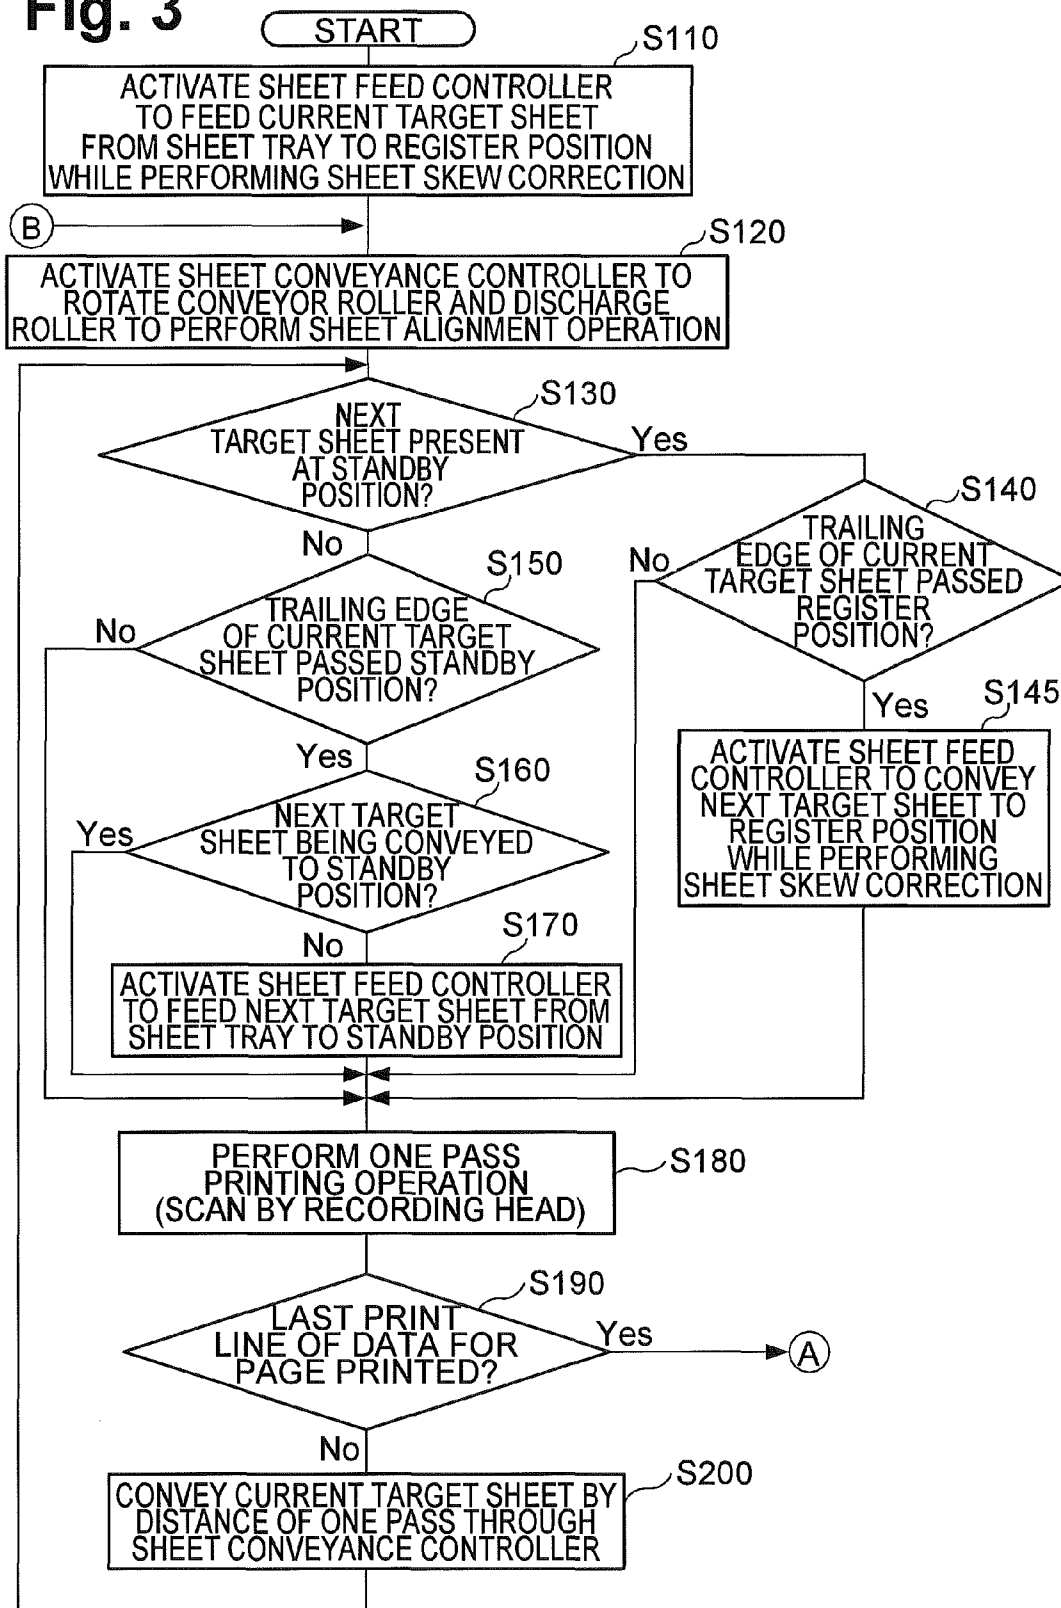 Fig. 3
START
S110
ACTIVATE SHEET FEED CONTROLLER
TO FEED CURRENT TARGET SHEET
FROM SHEET TRAY TO REGISTER POSITION
WHILE PERFORMING SHEET SKEW CORRECTION
B
S120
ACTIVATE SHEET CONVEYANCE CONTROLLER TO
ROTATE CONVEYOR ROLLER AND DISCHARGE
ROLLER TO PERFORM SHEET ALIGNMENT OPERATION
S130
NEXT
TARGET SHEET PRESENT
AT STANDBY
POSITION?
Yes
No
S140
TRAILING
EDGE OF CURRENT
TARGET SHEET PASSED
REGISTER
POSITION?
No
Yes
S145
ACTIVATE SHEET FEED
CONTROLLER TO CONVEY
NEXT TARGET SHEET TO
REGISTER POSITION
WHILE PERFORMING
SHEET SKEW CORRECTION
S150
TRAILING EDGE
OF CURRENT TARGET
SHEET PASSED STANDBY
POSITION?
No
Yes
S160
NEXT TARGET
SHEET BEING CONVEYED
TO STANDBY
POSITION?
Yes
No
S170
ACTIVATE SHEET FEED CONTROLLER
TO FEED NEXT TARGET SHEET FROM
SHEET TRAY TO STANDBY POSITION
PERFORM ONE PASS
PRINTING OPERATION
(SCAN BY RECORDING HEAD)
S180
S190
LAST PRINT
LINE OF DATA FOR
PAGE PRINTED?
Yes
A
No
S200
CONVEY CURRENT TARGET SHEET BY
DISTANCE OF ONE PASS THROUGH
SHEET CONVEYANCE CONTROLLER